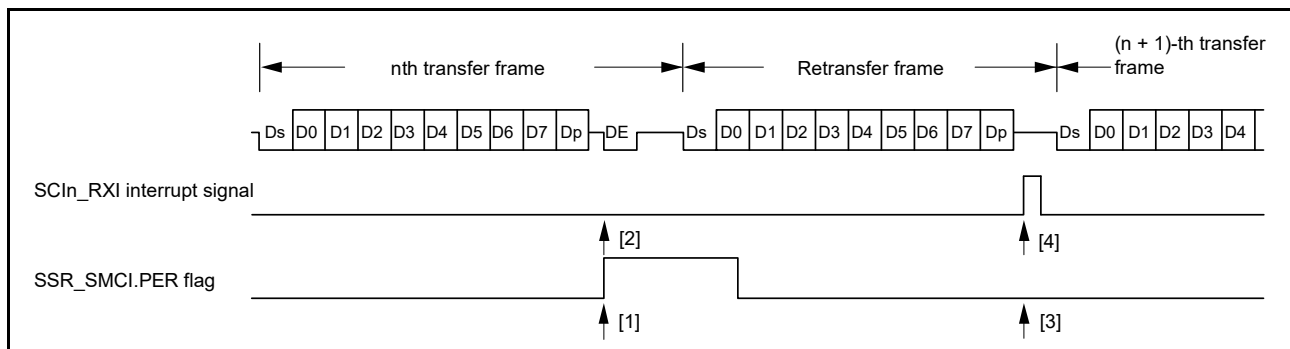 nth transfer frame
Retransfer frame
(n + 1)-th transfer
frame
Ds D0 D1 D2 D3 D4 D5 D6 D7 Dp DE Ds D0 D1 D2 D3 D4 D5 D6 D7 Dp Ds D0 D1 D2 D3 D4
SCIn_RXI interrupt signal
[2] [4]
SSR_SMCI.PER flag
[1] [3]